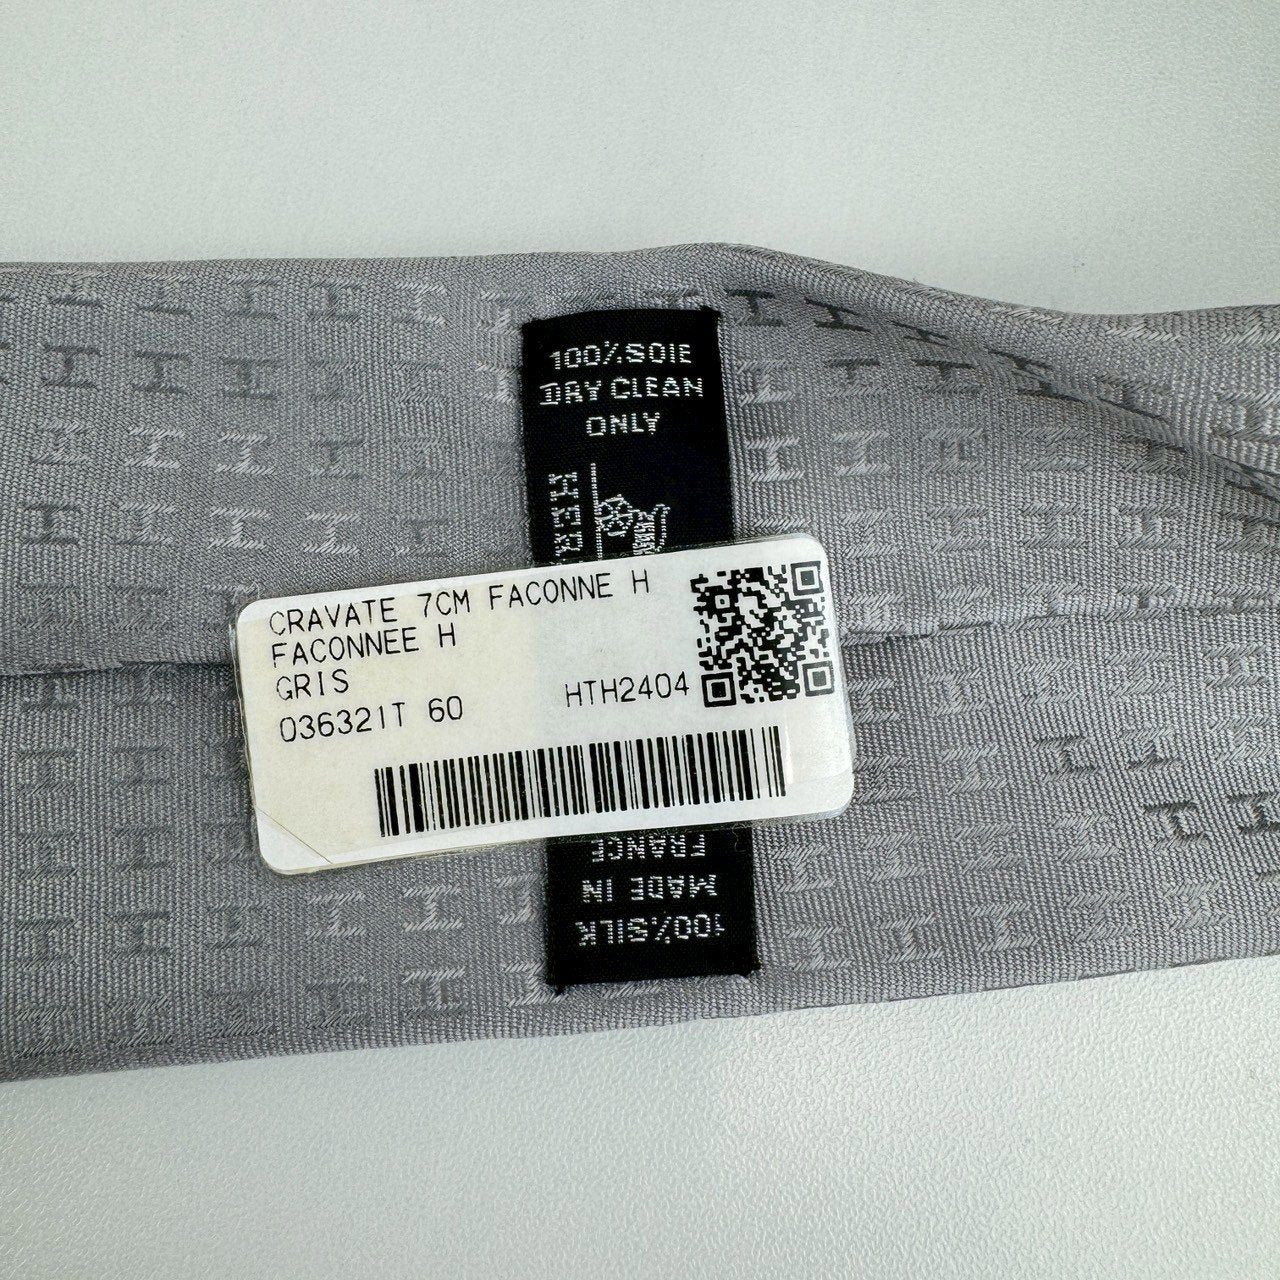 100%SOIE
DRY CLEAN
ONLY
CRAVATE 7CM FACONNE H
FACONNEE H
GRIS
036321T 60
HTH2404
FRANCE
MADE IN
100%SILK